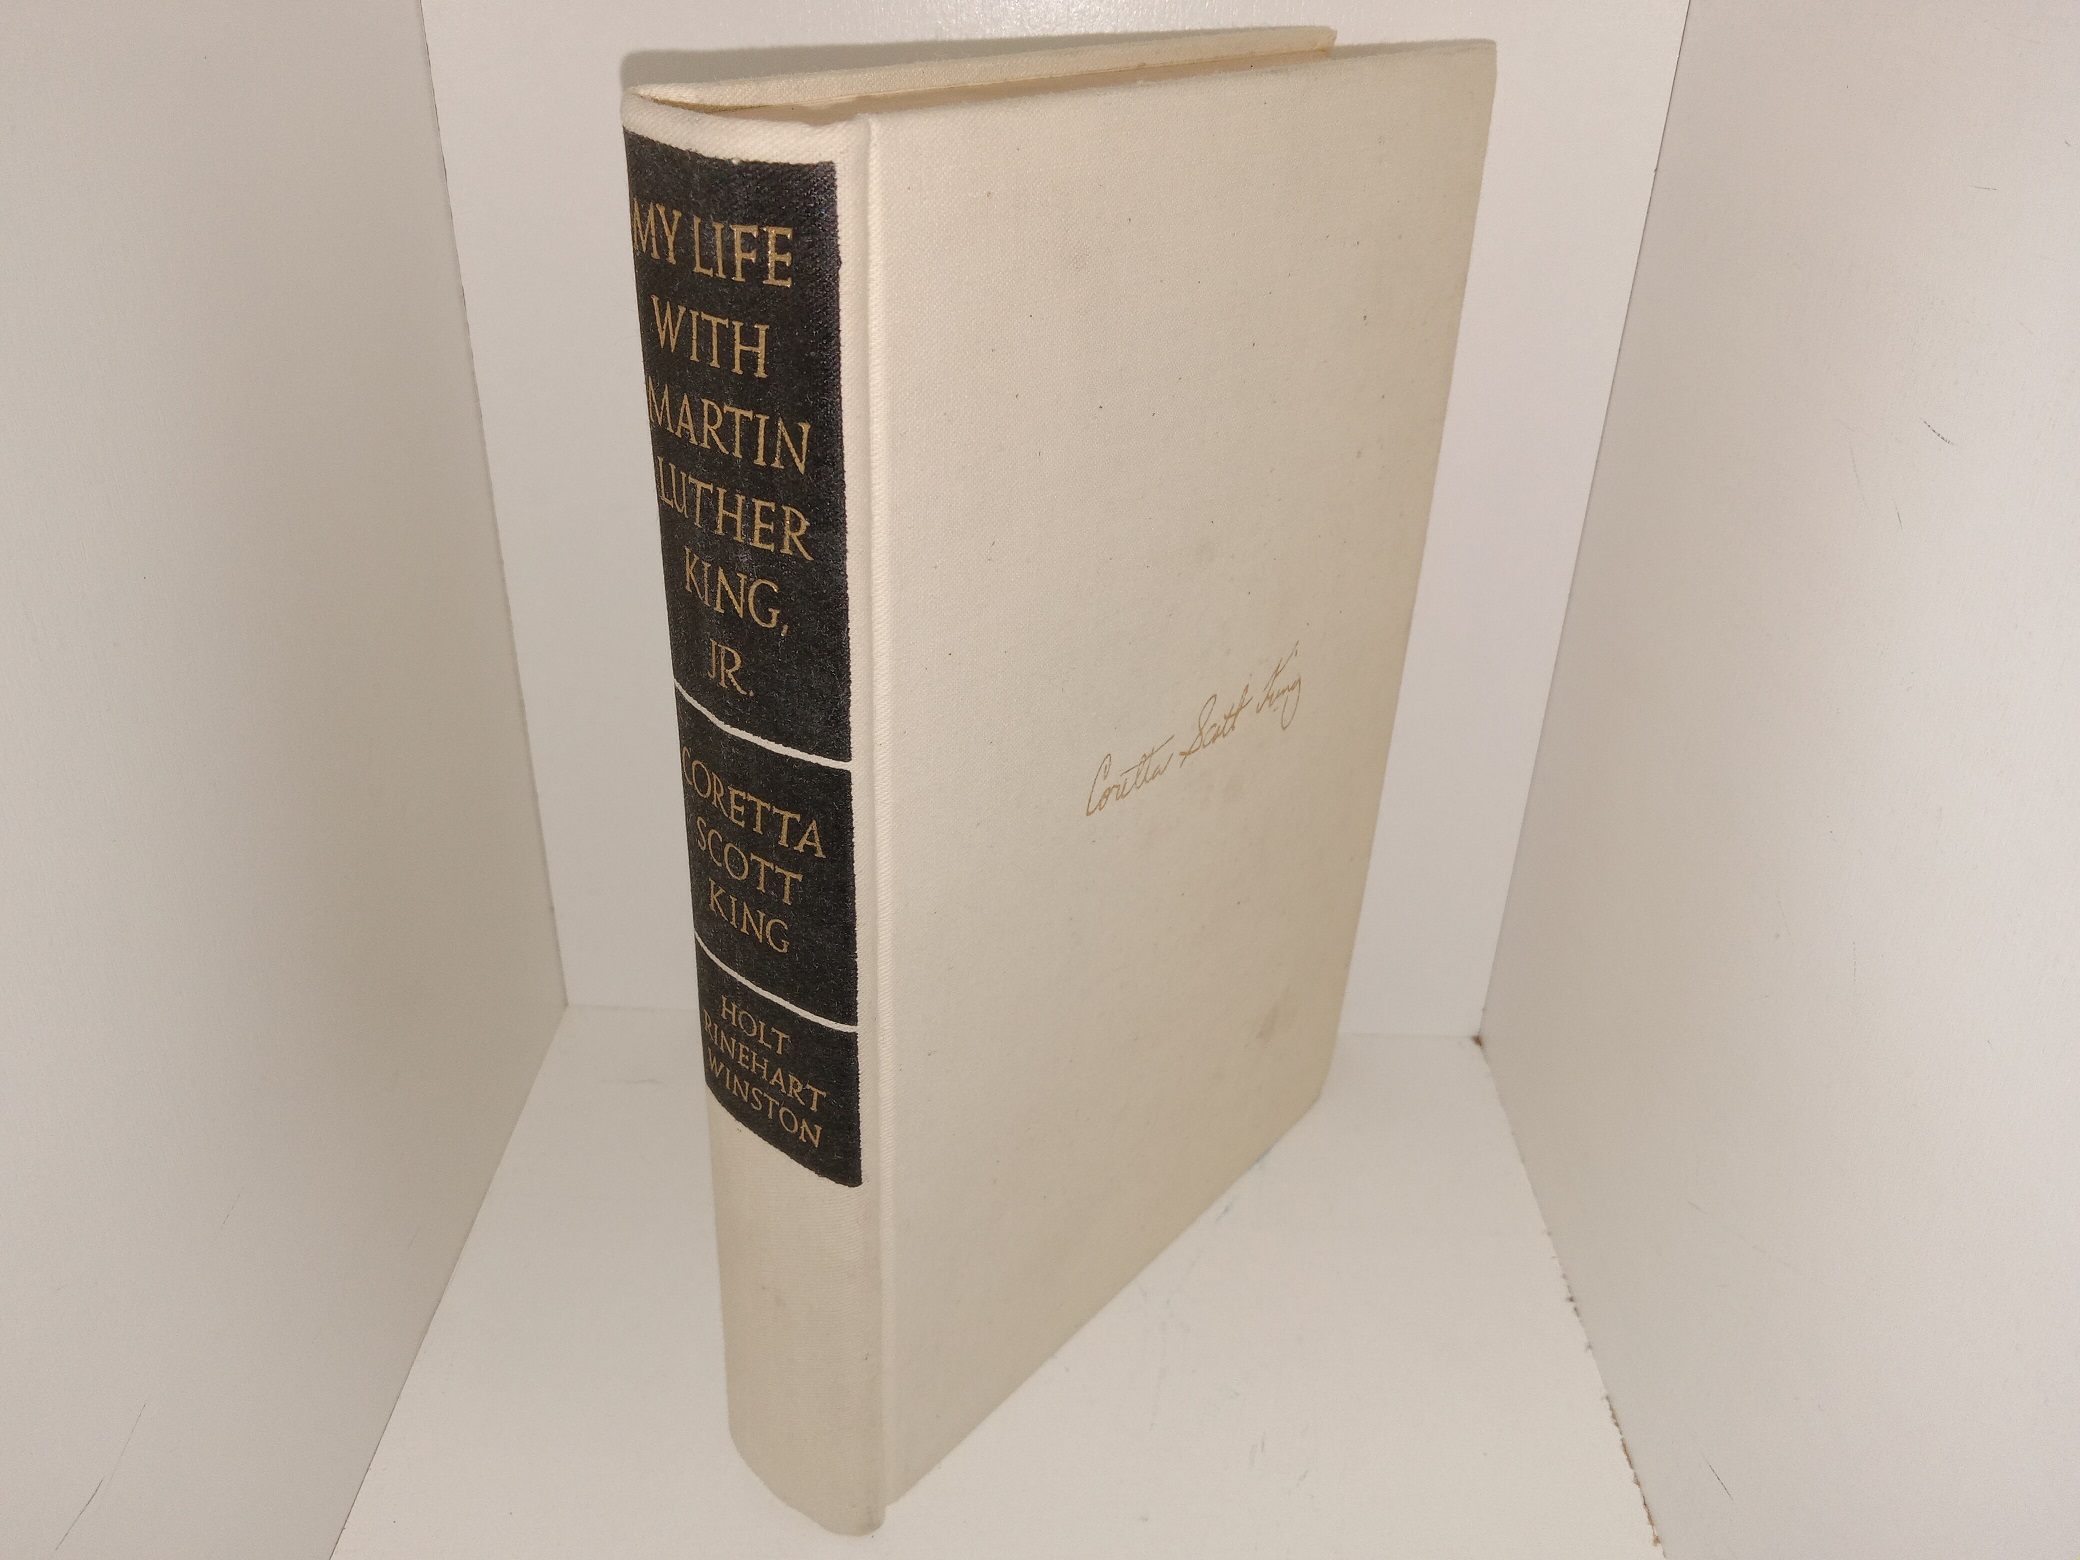 MY LIFE
WITH
MARTIN
LUTHER
KING,
JR.
CORETTA
SCOTT
KING
HOLT
RINEHART
WINSTON
Coretta Scott King